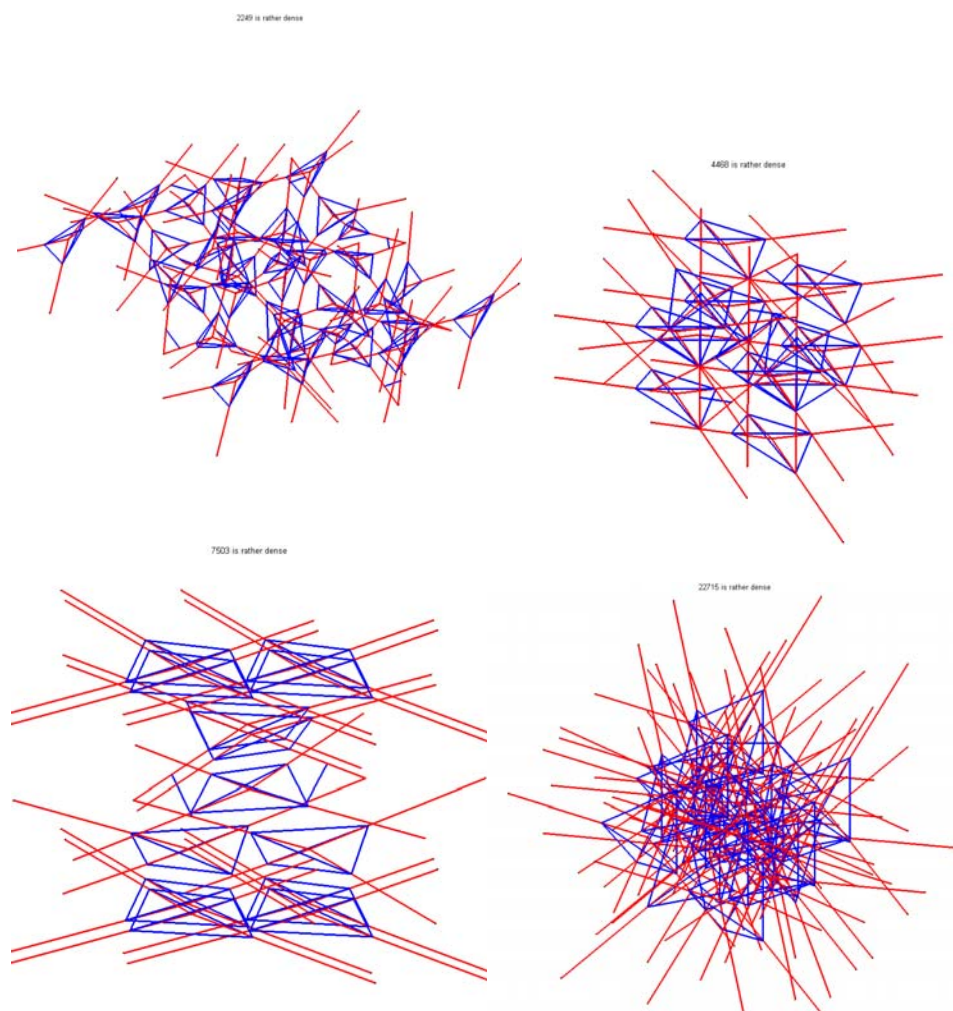 2249 is rather dense
4468 is rather dense
7503 is rather dense
22715 is rather dense